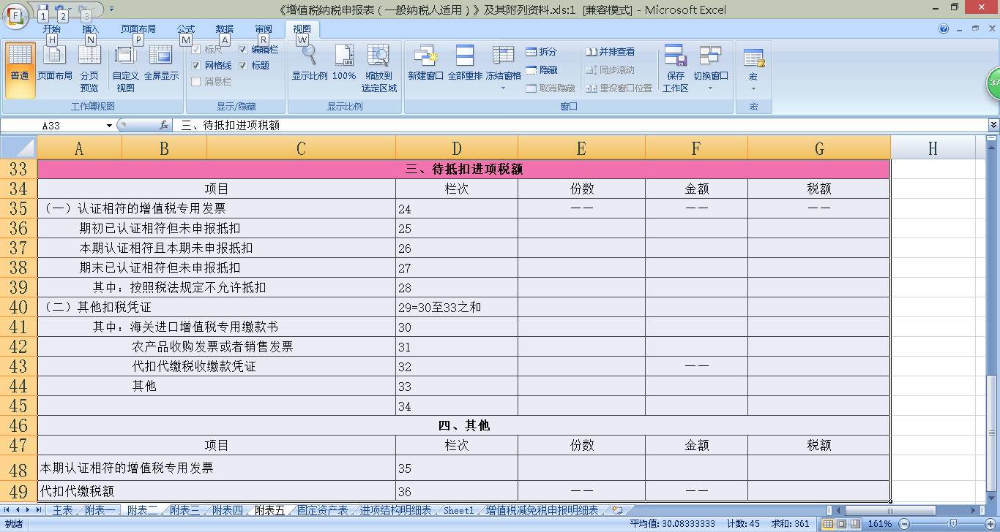 《增值税纳税申报表（一般纳税人适用）》及其附列资料.xls:1 [兼容模式] - Microsoft Excel
F 1 2 3
开始 插入 页面布局 公式 数据 审阅 视图
H N P M A R W
标尺 编辑栏
网格线 标题
消息栏
普通 页面布局 分页预览 自定义视图 全屏显示
显示比例 100% 缩放到选定区域
新建窗口 全部重排 冻结窗格
拆分 并排查看
隐藏 同步滚动
取消隐藏 重设窗口位置
保存工作区 切换窗口 宏
37
工作簿视图 显示/隐藏 显示比例 窗口 宏
A33 fx 三、待抵扣进项税额
A B C D E F G H
33 三、待抵扣进项税额
34 项目 栏次 份数 金额 税额
35 （一）认证相符的增值税专用发票 24 —— —— ——
36 期初已认证相符但未申报抵扣 25
37 本期认证相符且本期未申报抵扣 26
38 期末已认证相符但未申报抵扣 27
39 其中：按照税法规定不允许抵扣 28
40 （二）其他扣税凭证 29=30至33之和
41 其中：海关进口增值税专用缴款书 30
42 农产品收购发票或者销售发票 31
43 代扣代缴税收缴款凭证 32 ——
44 其他 33
45 34
46 四、其他
47 项目 栏次 份数 金额 税额
48 本期认证相符的增值税专用发票 35
49 代扣代缴税额 36 —— ——
主表 附表一 附表二 附表三 附表四 附表五 固定资产表 进项结构明细表 Sheet1 增值税减免税申报明细表
就绪 平均值: 30.08333333 计数: 45 求和: 361 161%